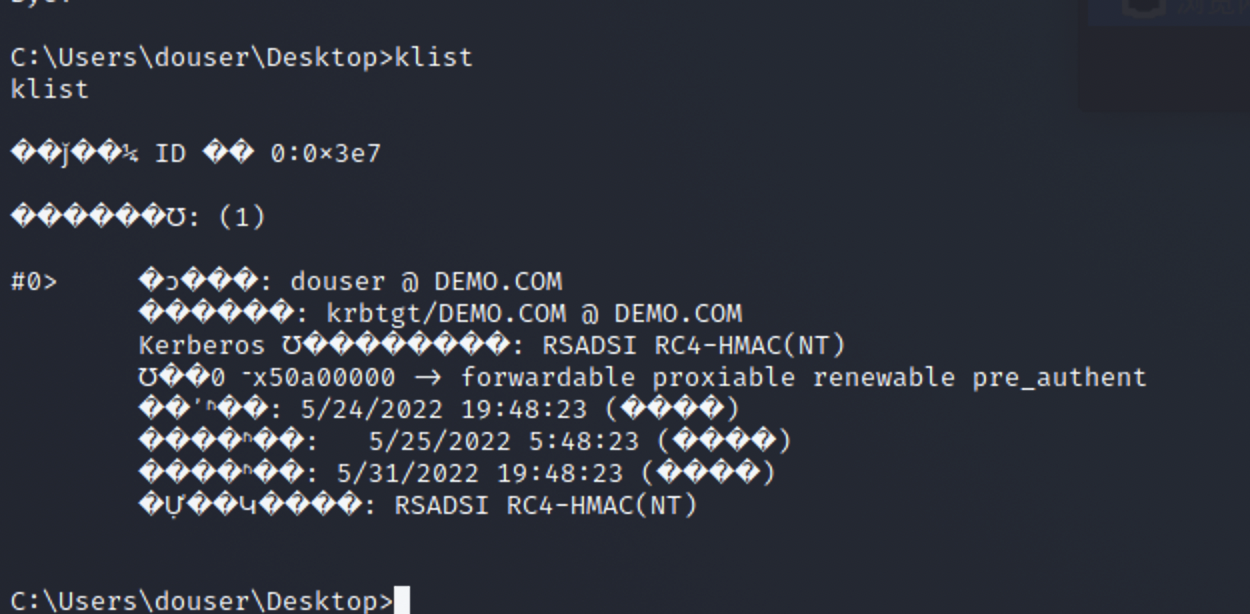 C:\Users\douser\Desktop>klist
klist
��ǰ��¼ ID �� 0:0×3e7
������Ʊ: (1)
#0> �ͻ���: douser @ DEMO.COM
������: krbtgt/DEMO.COM @ DEMO.COM
Kerberos Ʊ��������: RSADSI RC4-HMAC(NT)
Ʊ��0 ־x50a00000 → forwardable proxiable renewable pre_authent
��ʼʱ��: 5/24/2022 19:48:23 (����)
����ʱ��: 5/25/2022 5:48:23 (����)
����ʱ��: 5/31/2022 19:48:23 (����)
�Ự��Կ����: RSADSI RC4-HMAC(NT)
C:\Users\douser\Desktop>